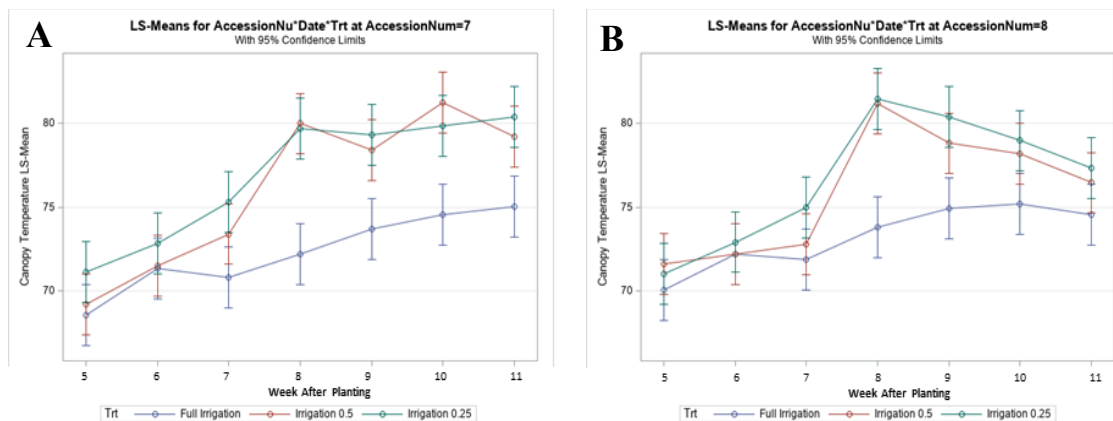 A
LS-Means for AccessionNu*Date*Trt at AccessionNum=7
With 95% Confidence Limits
Canopy Temperature LS-Mean
80
75
70
5 6 7 8 9 10 11
Week After Planting
Trt Full Irrigation Irrigation 0.5 Irrigation 0.25
B
LS-Means for AccessionNu*Date*Trt at AccessionNum=8
With 95% Confidence Limits
Canopy Temperature LS-Mean
80
75
70
5 6 7 8 9 10 11
Week After Planting
Trt Full Irrigation Irrigation 0.5 Irrigation 0.25